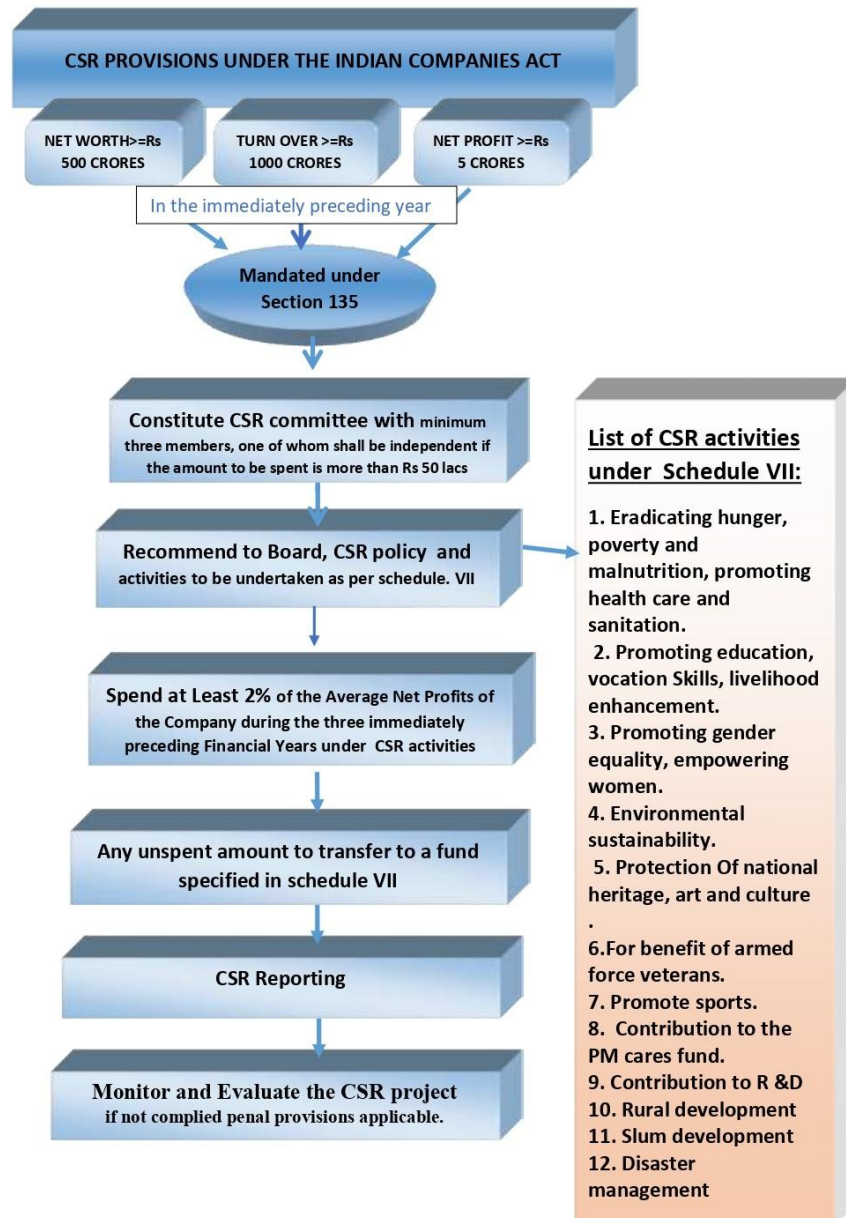 CSR PROVISIONS UNDER THE INDIAN COMPANIES ACT
NET WORTH>=Rs
500 CRORES
TURN OVER >=Rs
1000 CRORES
NET PROFIT >=Rs
5 CRORES
In the immediately preceding year
Mandated under
Section 135
Constitute CSR committee with minimum
three members, one of whom shall be independent if
the amount to be spent is more than Rs 50 lacs
Recommend to Board, CSR policy and
activities to be undertaken as per schedule. VII
Spend at Least 2% of the Average Net Profits of
the Company during the three immediately
preceding Financial Years under CSR activities
Any unspent amount to transfer to a fund
specified in schedule VII
CSR Reporting
Monitor and Evaluate the CSR project
if not complied penal provisions applicable.
List of CSR activities
under Schedule VII:
1. Eradicating hunger,
poverty and
malnutrition, promoting
health care and
sanitation.
2. Promoting education,
vocation Skills, livelihood
enhancement.
3. Promoting gender
equality, empowering
women.
4. Environmental
sustainability.
5. Protection Of national
heritage, art and culture
.
6.For benefit of armed
force veterans.
7. Promote sports.
8. Contribution to the
PM cares fund.
9. Contribution to R &D
10. Rural development
11. Slum development
12. Disaster
management